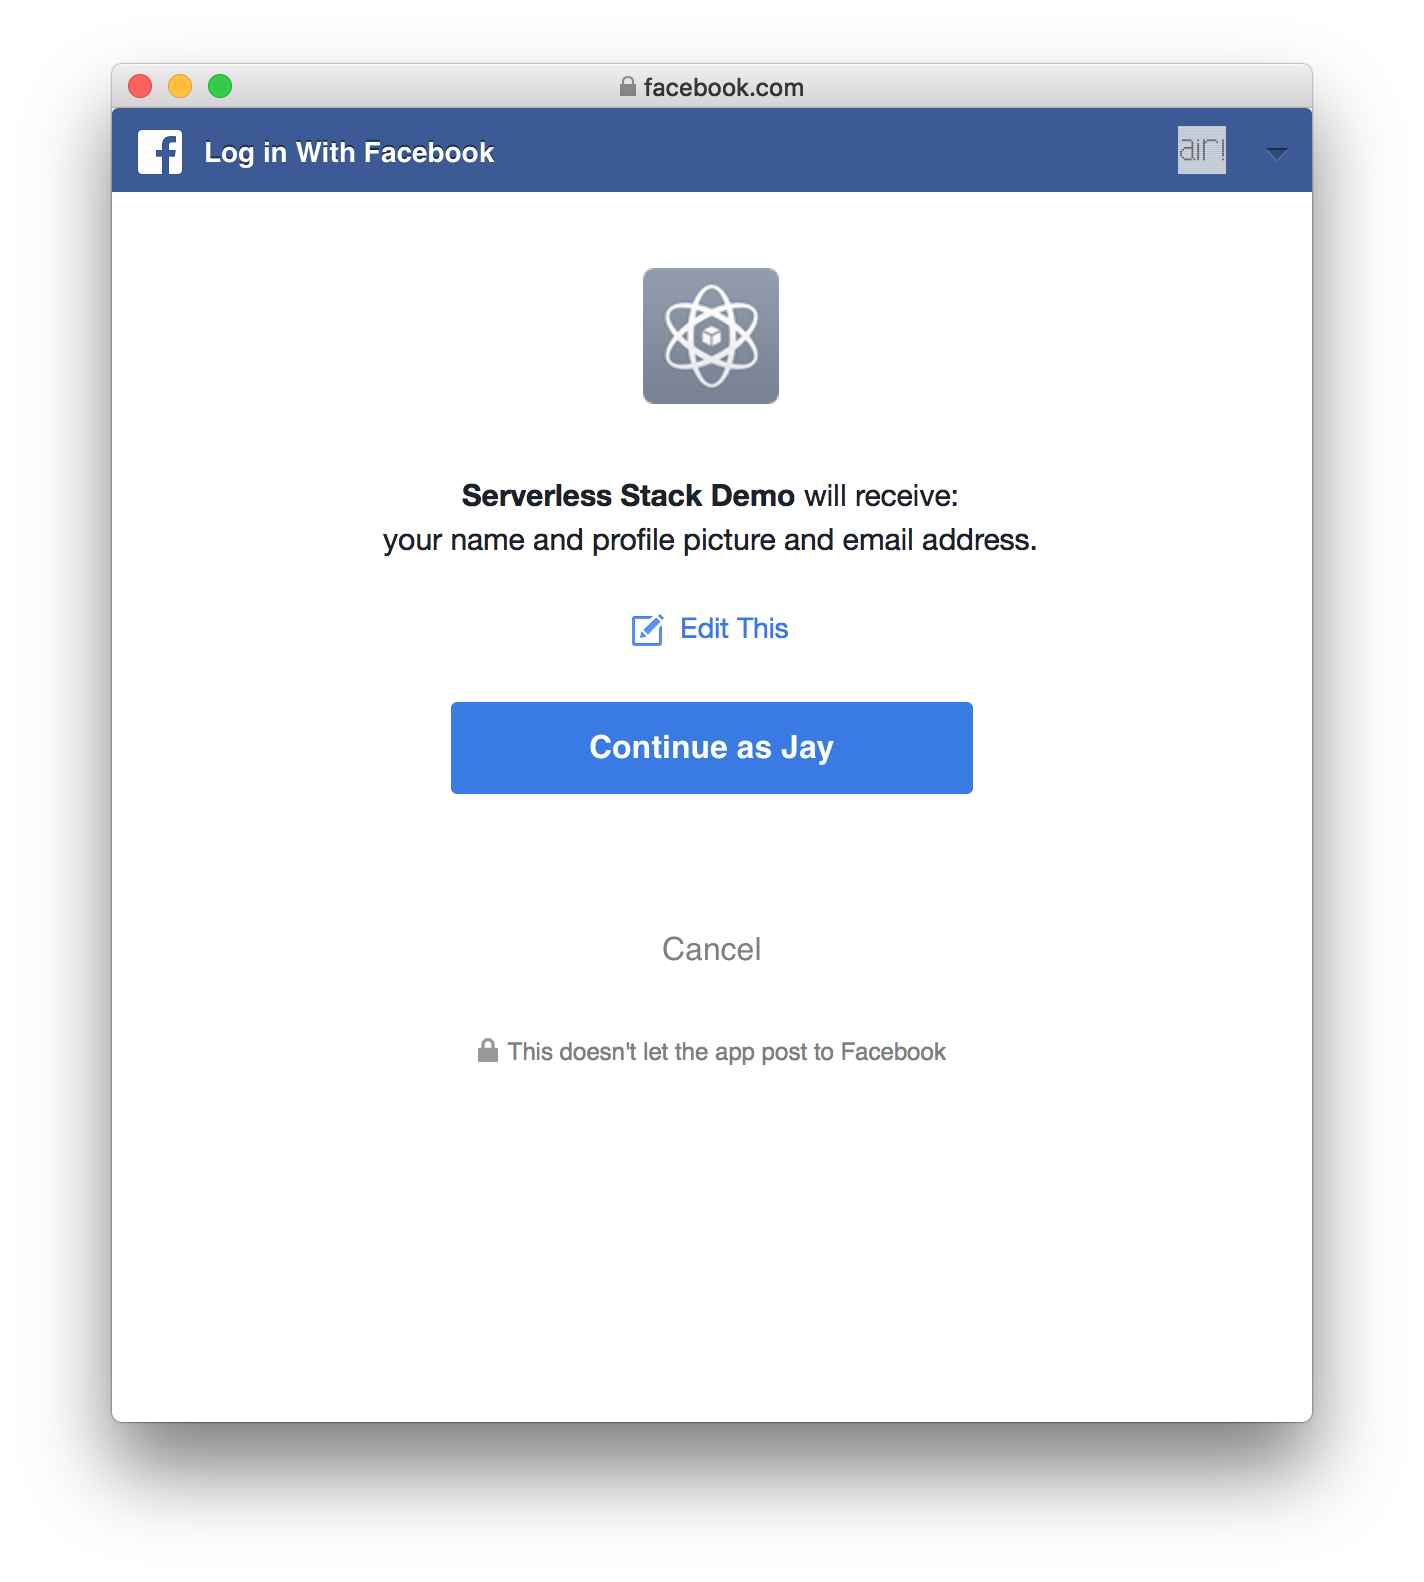 facebook.com
Log in With Facebook
air!
Serverless Stack Demo will receive:
your name and profile picture and email address.
Edit This
Continue as Jay
Cancel
This doesn't let the app post to Facebook